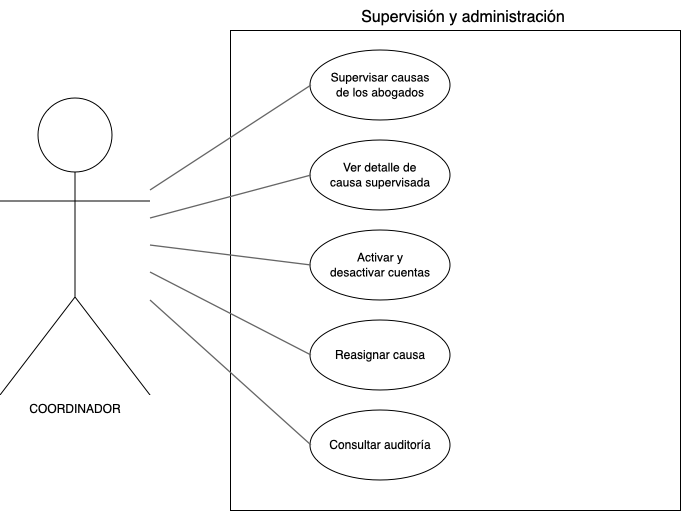 Supervisión y administración
Supervisar causas
de los abogados
Ver detalle de
causa supervisada
Activar y
desactivar cuentas
Reasignar causa
COORDINADOR
Consultar auditoría